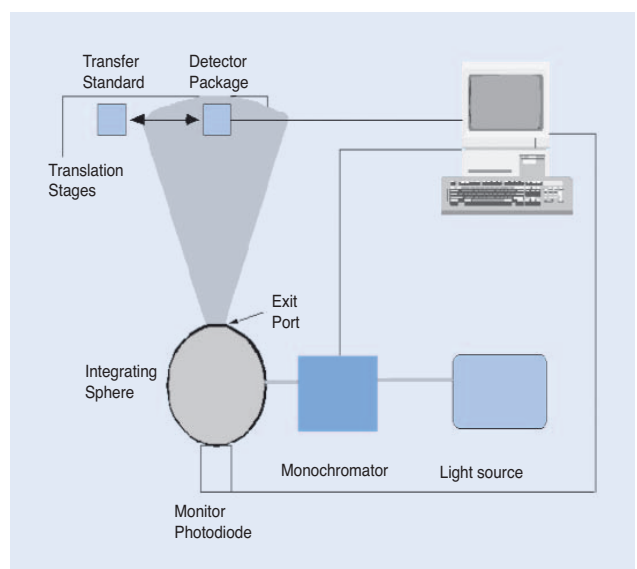 Transfer
Standard
Detector
Package
Translation
Stages
Exit
Port
Integrating
Sphere
Monochromator
Light source
Monitor
Photodiode